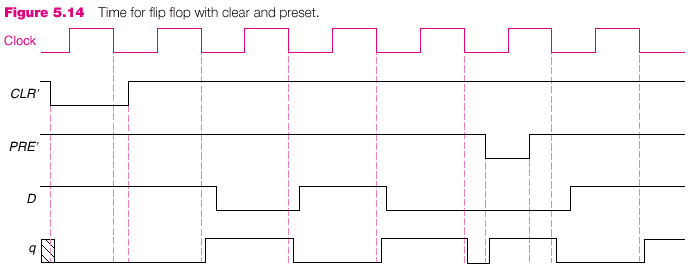 Figure 5.14 Time for flip flop with clear and preset.
Clock
CLR'
PRE'
D
q